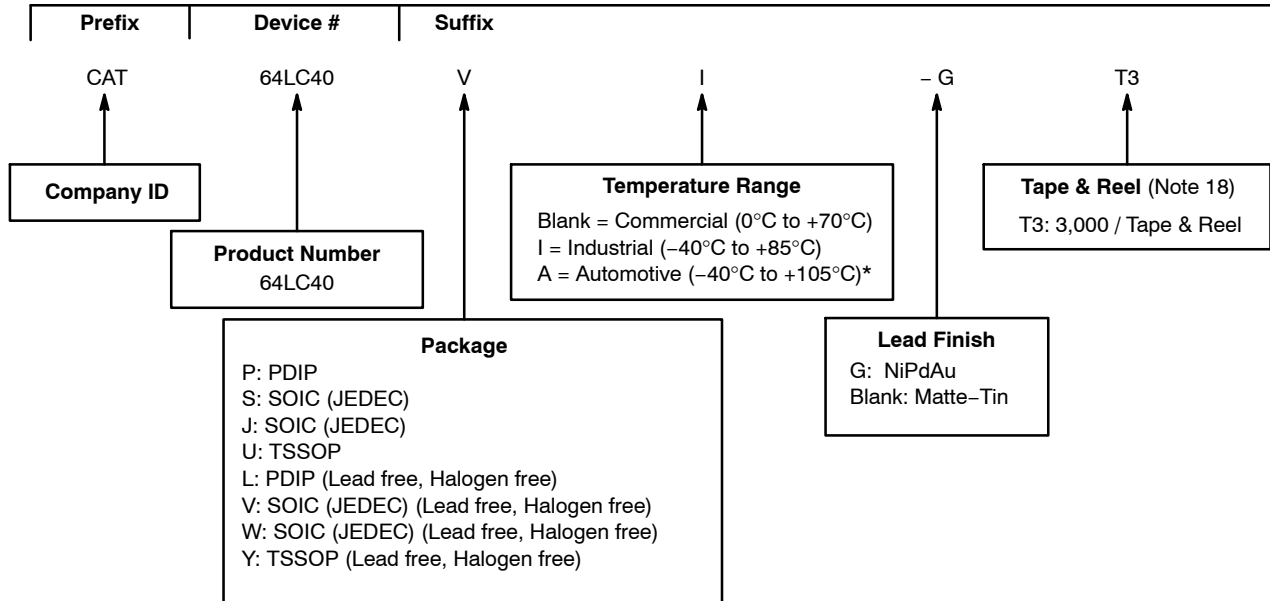 Prefix Device # Suffix
CAT 64LC40 V I – G T3
Company ID
Product Number
64LC40
Temperature Range
Blank = Commercial (0°C to +70°C)
I = Industrial (−40°C to +85°C)
A = Automotive (−40°C to +105°C)*
Tape & Reel (Note 18)
T3: 3,000 / Tape & Reel
Package
P: PDIP
S: SOIC (JEDEC)
J: SOIC (JEDEC)
U: TSSOP
L: PDIP (Lead free, Halogen free)
V: SOIC (JEDEC) (Lead free, Halogen free)
W: SOIC (JEDEC) (Lead free, Halogen free)
Y: TSSOP (Lead free, Halogen free)
Lead Finish
G: NiPdAu
Blank: Matte−Tin